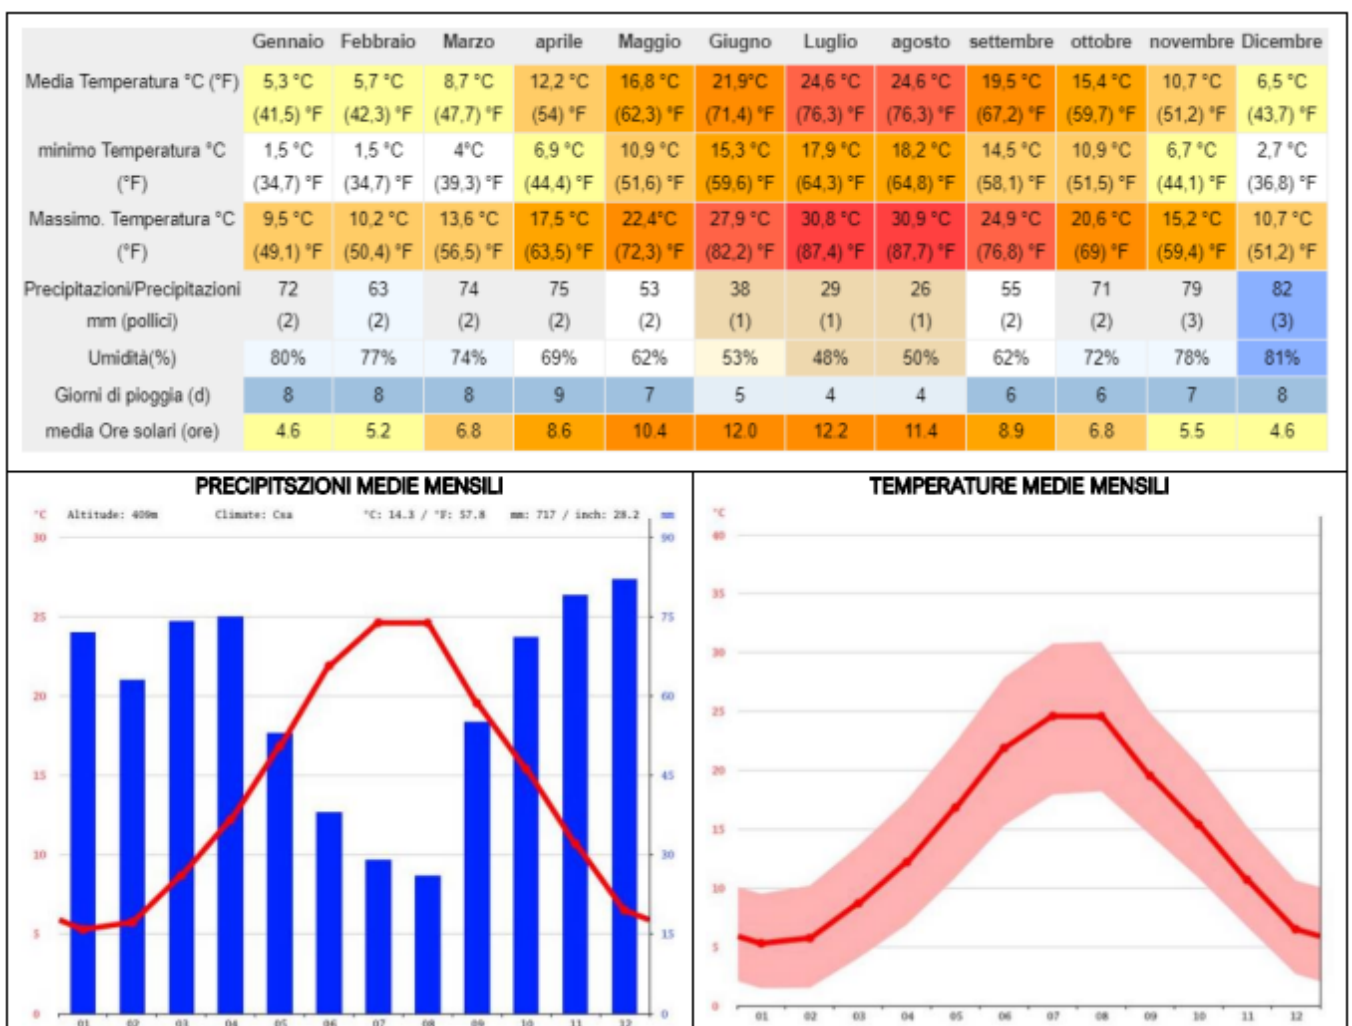 Gennaio Febbraio Marzo aprile Maggio Giugno Luglio agosto settembre ottobre novembre Dicembre
Media Temperatura °C (°F) 5,3 °C 5,7 °C 8,7 °C 12,2 °C 16,8 °C 21,9°C 24,6 °C 24,6 °C 19,5 °C 15,4 °C 10,7 °C 6,5 °C
(41,5) °F (42,3) °F (47,7) °F (54) °F (62,3) °F (71,4) °F (76,3) °F (76,3) °F (67,2) °F (59,7) °F (51,2) °F (43,7) °F
minimo Temperatura °C 1,5 °C 1,5 °C 4°C 6,9 °C 10,9 °C 15,3 °C 17,9 °C 18,2 °C 14,5 °C 10,9 °C 6,7 °C 2,7 °C
(°F) (34,7) °F (34,7) °F (39,3) °F (44,4) °F (51,6) °F (59,6) °F (64,3) °F (64,8) °F (58,1) °F (51,5) °F (44,1) °F (36,8) °F
Massimo. Temperatura °C 9,5 °C 10,2 °C 13,6 °C 17,5 °C 22,4°C 27,9 °C 30,8 °C 30,9 °C 24,9 °C 20,6 °C 15,2 °C 10,7 °C
(°F) (49,1) °F (50,4) °F (56,5) °F (63,5) °F (72,3) °F (82,2) °F (87,4) °F (87,7) °F (76,8) °F (69) °F (59,4) °F (51,2) °F
Precipitazioni/Precipitazioni 72 63 74 75 53 38 29 26 55 71 79 82
mm (pollici) (2) (2) (2) (2) (2) (1) (1) (1) (2) (2) (3) (3)
Umidità(%) 80% 77% 74% 69% 62% 53% 48% 50% 62% 72% 78% 81%
Giorni di pioggia (d) 8 8 8 9 7 5 4 4 6 6 7 8
media Ore solari (ore) 4.6 5.2 6.8 8.6 10.4 12.0 12.2 11.4 8.9 6.8 5.5 4.6
PRECIPITSZIONI MEDIE MENSILI
°C Altitude: 409m Climate: Csa °C: 14.3 / °F: 57.8 mm: 717 / inch: 28.2 mm
30 90
25 75
20 60
15 45
10 30
5 15
0 0
01 02 03 04 05 06 07 08 09 10 11 12
TEMPERATURE MEDIE MENSILI
°C
40
35
30
25
20
15
10
5
0
01 02 03 04 05 06 07 08 09 10 11 12